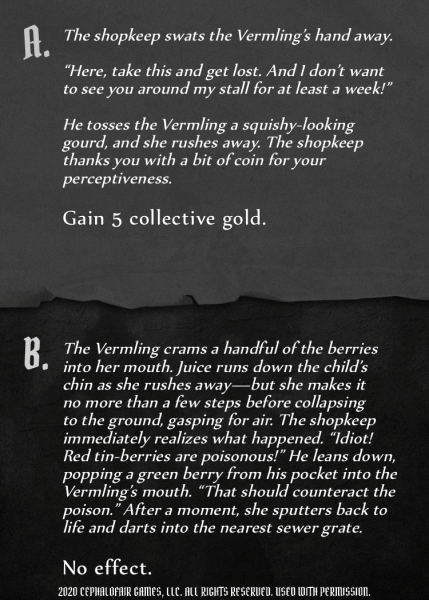 A.
The shopkeep swats the Vermling's hand away.
“Here, take this and get lost. And I don't want
to see you around my stall for at least a week!”
He tosses the Vermling a squishy-looking
gourd, and she rushes away. The shopkeep
thanks you with a bit of coin for your
perceptiveness.
Gain 5 collective gold.
B.
The Vermling crams a handful of the berries
into her mouth. Juice runs down the child's
chin as she rushes away—but she makes it
no more than a few steps before collapsing
to the ground, gasping for air. The shopkeep
immediately realizes what happened. “Idiot!
Red tin-berries are poisonous!” He leans down,
popping a green berry from his pocket into the
Vermling's mouth. “That should counteract the
poison.” After a moment, she sputters back to
life and darts into the nearest sewer grate.
No effect.
2020 CEPHALOFAIR GAMES, LLC. ALL RIGHTS RESERVED. USED WITH PERMISSION.